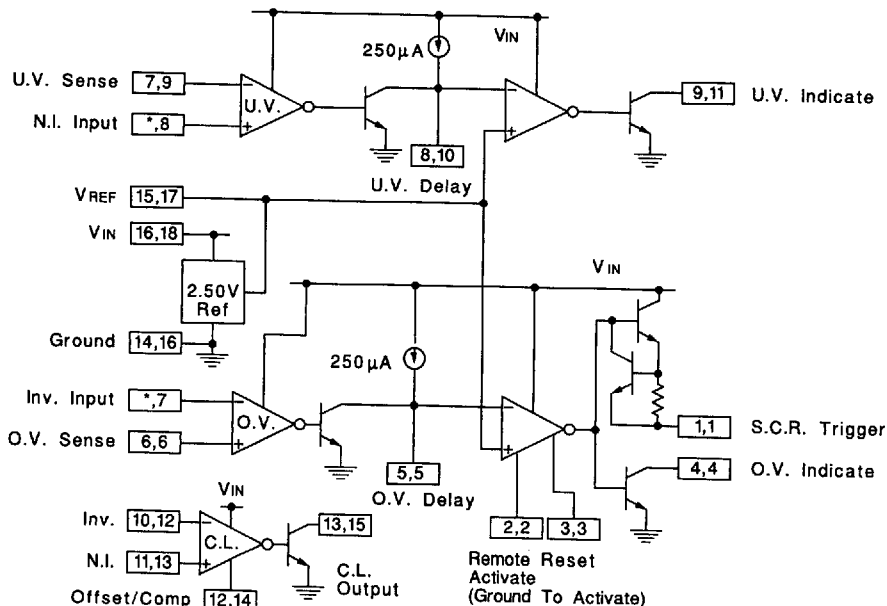 VIN
250µA
U.V. Sense 7,9
U.V.
9,11 U.V. Indicate
N.I. Input *,8
8,10
U.V. Delay
VREF 15,17
VIN 16,18
2.50V
Ref
VIN
Ground 14,16
250µA
Inv. Input *,7
O.V.
1,1 S.C.R. Trigger
O.V. Sense 6,6
5,5
O.V. Delay
4,4 O.V. Indicate
VIN
Inv. 10,12
C.L.
13,15
2,2 3,3
N.I. 11,13
C.L.
Output
Remote Reset
Activate
(Ground To Activate)
Offset/Comp 12,14